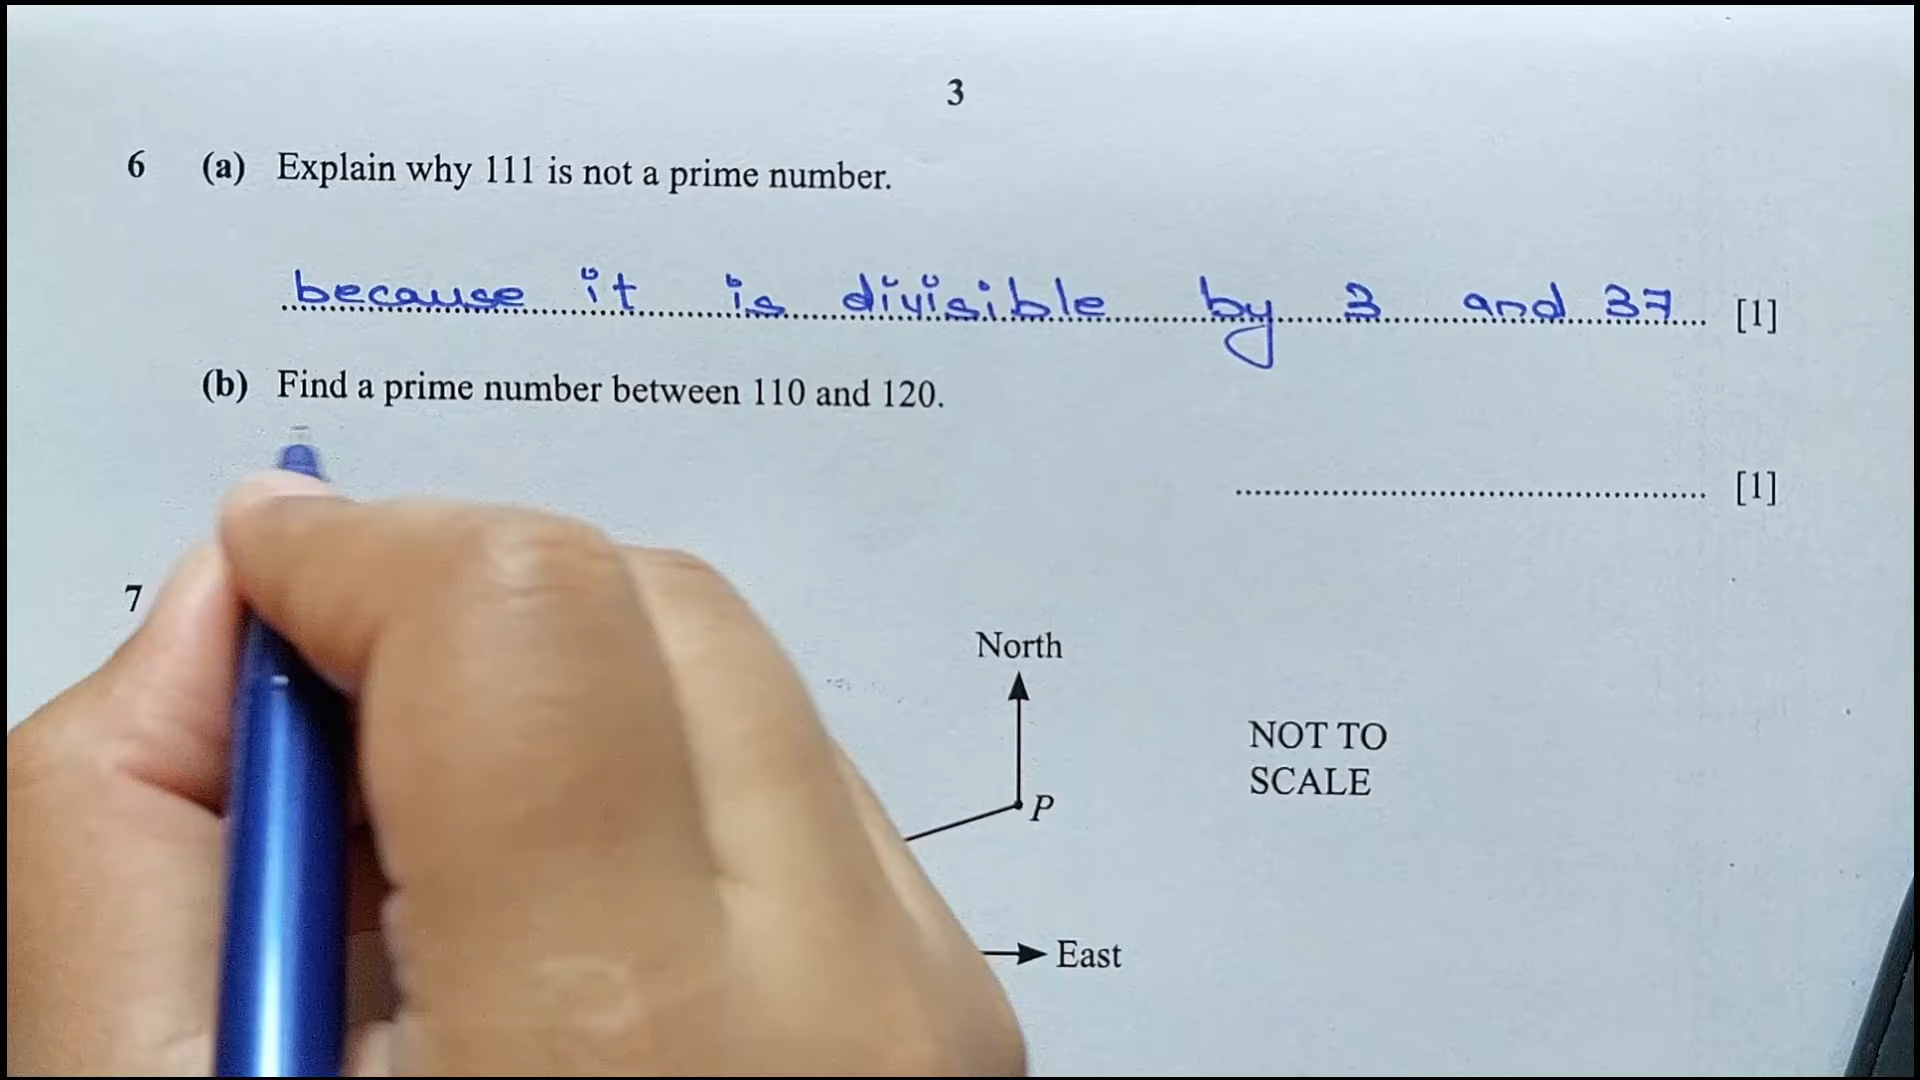 3
6 (a) Explain why 111 is not a prime number.
because it is divisible by 3 and 37 [1]
(b) Find a prime number between 110 and 120.
[1]
7
North
NOT TO
SCALE
P
East